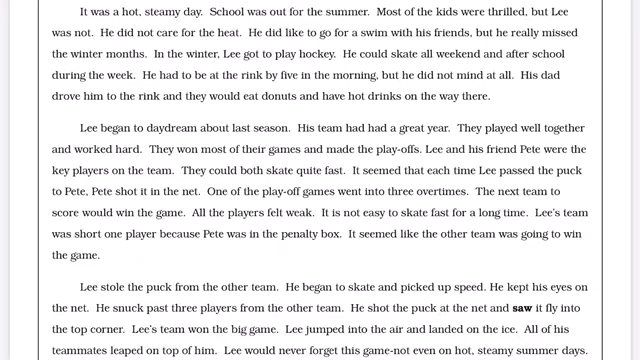 It was a hot, steamy day.  School was out for the summer.  Most of the kids were thrilled, but Lee
was not.  He did not care for the heat.  He did like to go for a swim with his friends, but he really missed
the winter months.  In the winter, Lee got to play hockey.  He could skate all weekend and after school
during the week.  He had to be at the rink by five in the morning, but he did not mind at all.  His dad
drove him to the rink and they would eat donuts and have hot drinks on the way there.
Lee began to daydream about last season.  His team had had a great year.  They played well together
and worked hard.  They won most of their games and made the play-offs. Lee and his friend Pete were the
key players on the team.  They could both skate quite fast.  It seemed that each time Lee passed the puck
to Pete, Pete shot it in the net.  One of the play-off games went into three overtimes.  The next team to
score would win the game.  All the players felt weak.  It is not easy to skate fast for a long time.  Lee's team
was short one player because Pete was in the penalty box.  It seemed like the other team was going to win
the game.
Lee stole the puck from the other team.  He began to skate and picked up speed. He kept his eyes on
the net.  He snuck past three players from the other team.  He shot the puck at the net and saw it fly into
the top corner.  Lee's team won the big game.  Lee jumped into the air and landed on the ice.  All of his
teammates leaped on top of him.  Lee would never forget this game-not even on hot, steamy summer days.